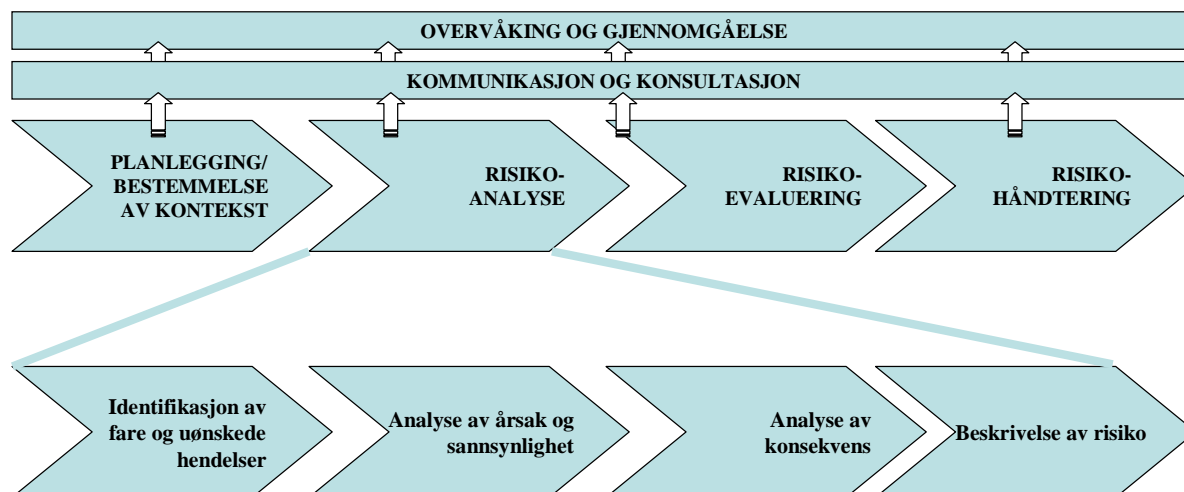 OVERVÅKING OG GJENNOMGÅELSE
KOMMUNIKASJON OG KONSULTASJON
PLANLEGGING/
BESTEMMELSE
AV KONTEKST
RISIKO-
ANALYSE
RISIKO-
EVALUERING
RISIKO-
HÅNDTERING
Identifikasjon av
fare og uønskede
hendelser
Analyse av årsak og
sannsynlighet
Analyse av
konsekvens
Beskrivelse av risiko